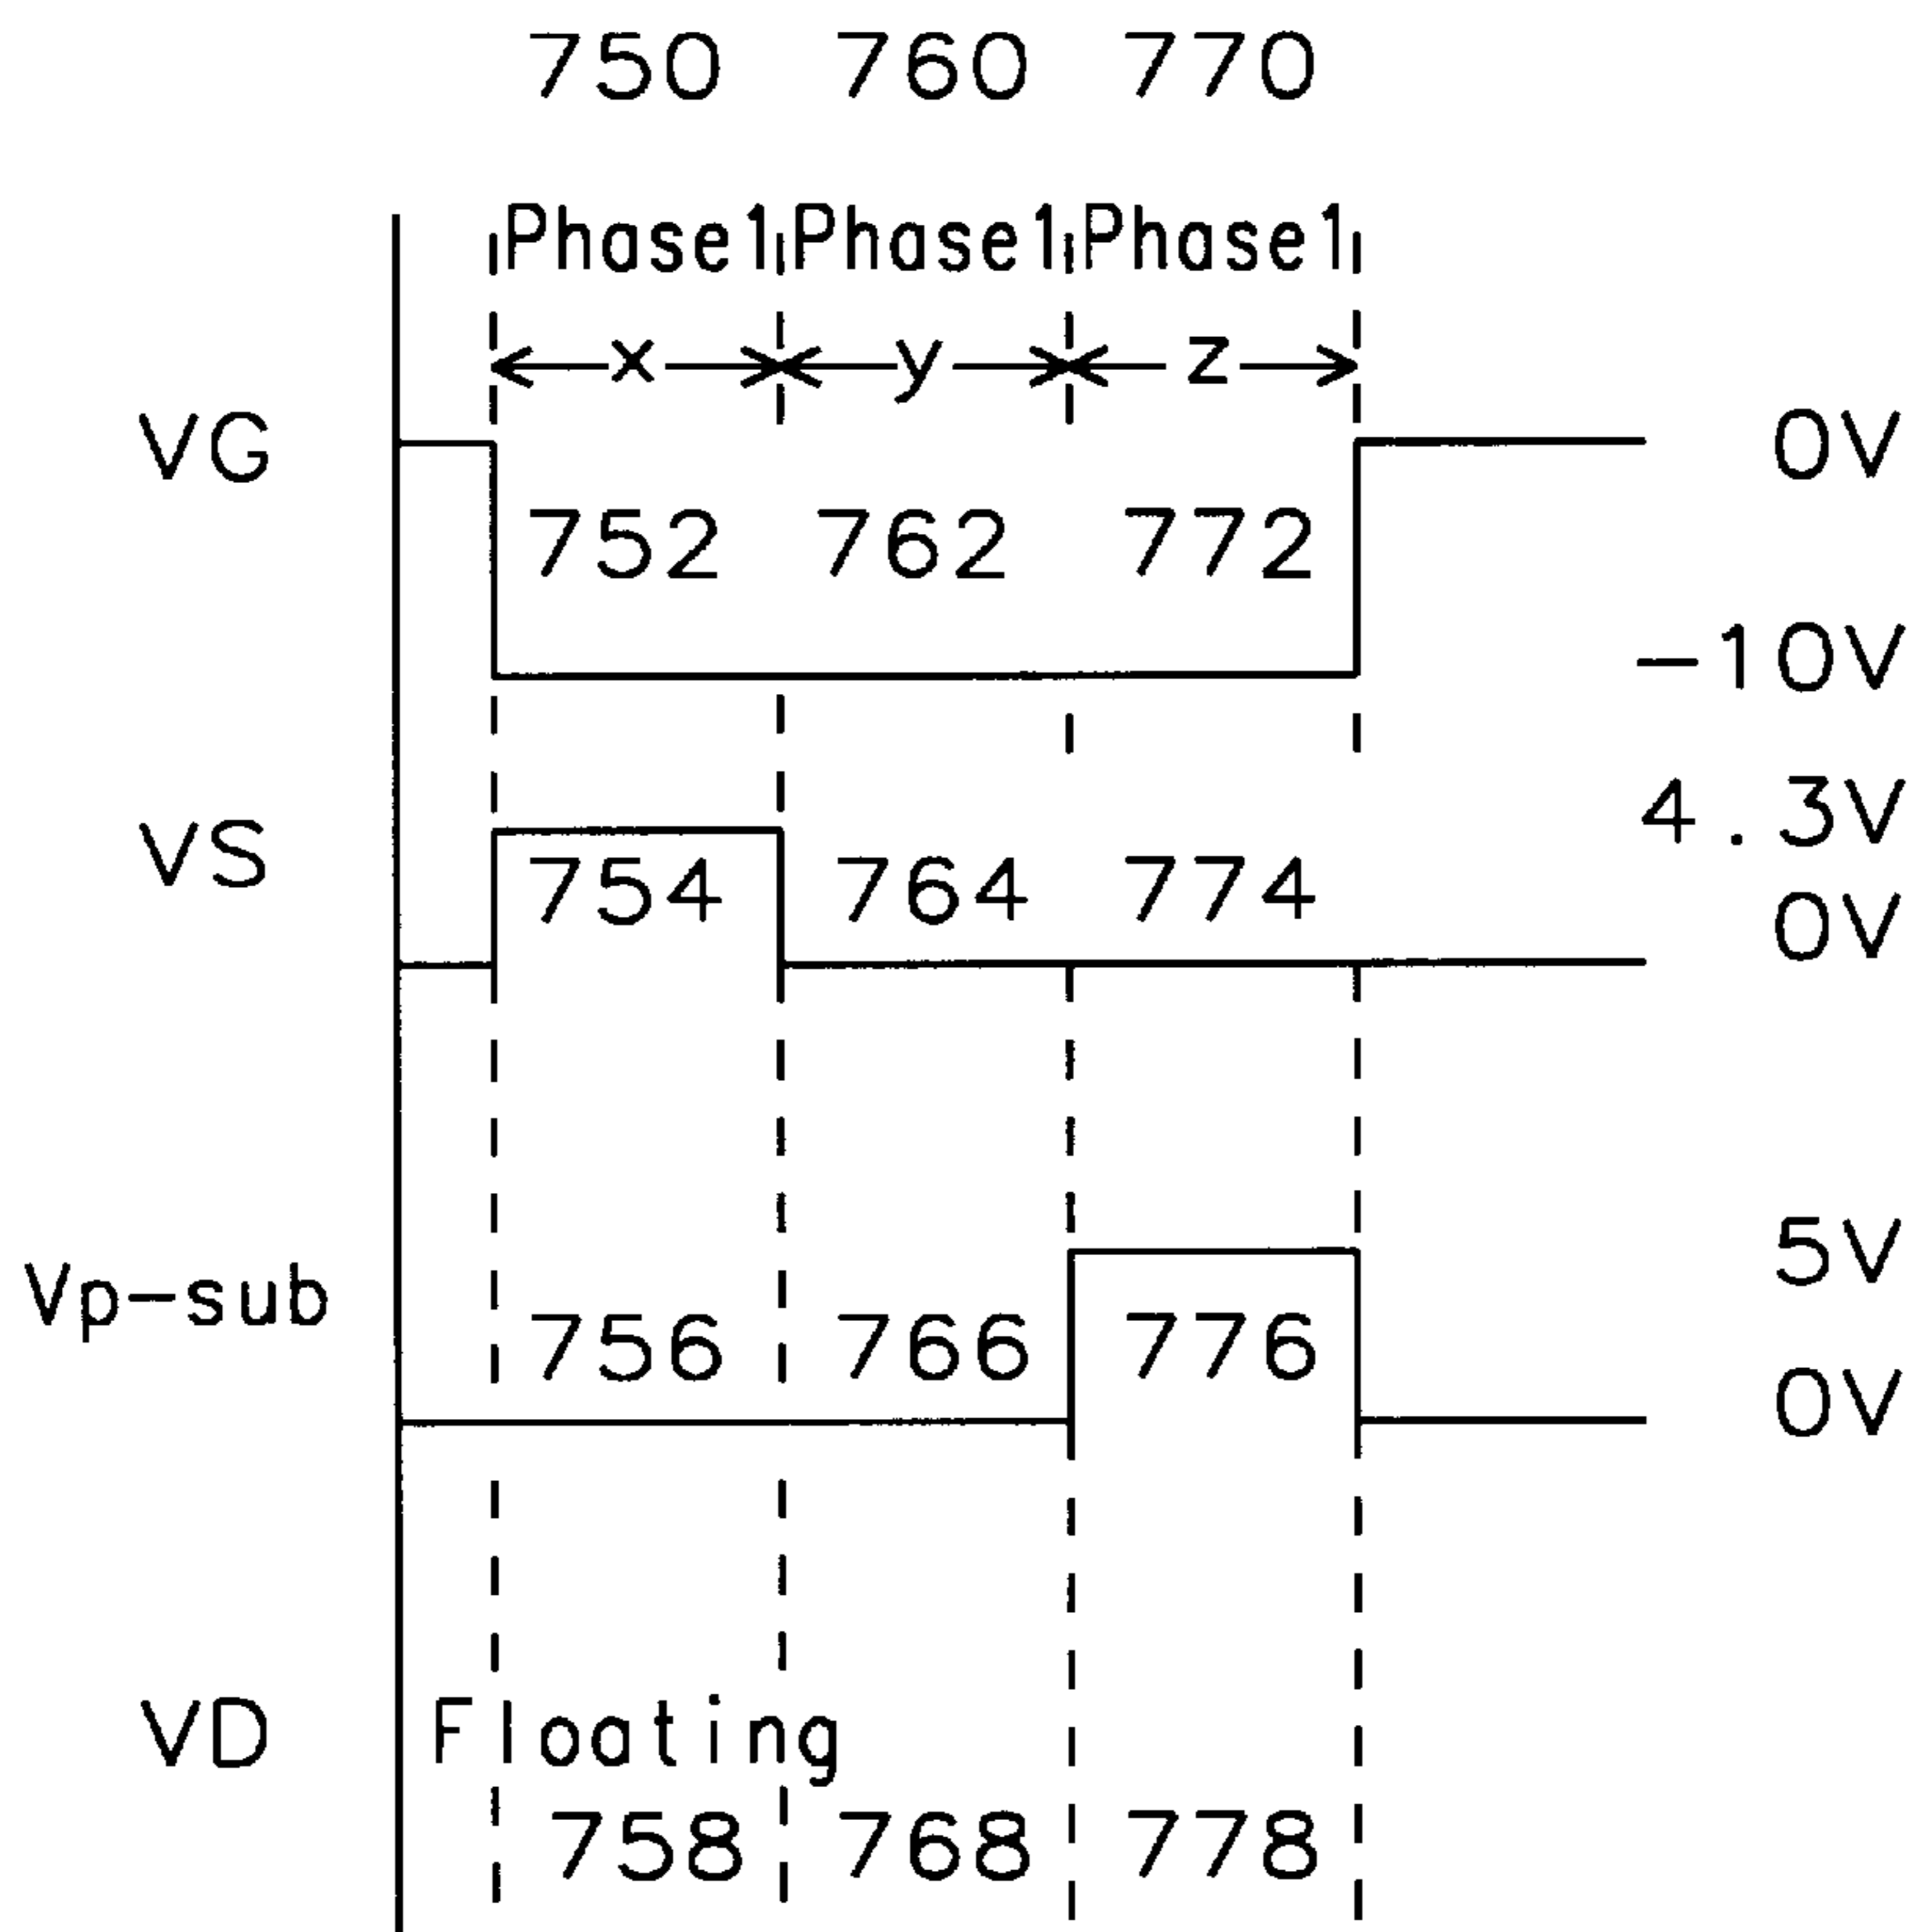 750 760 770
Phase1 Phase1 Phase1
x y z
VG 0V
752 762 772
-10V
4.3V
VS
754 764 774
0V
5V
Vp-sub
756 766 776
0V
VD Floating
758 768 778